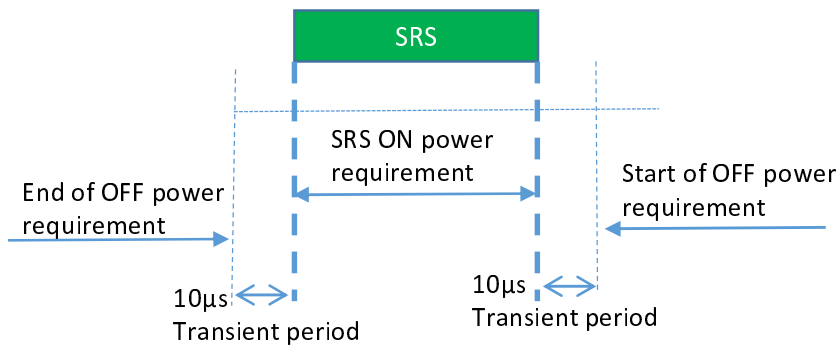 SRS
SRS ON power
requirement
End of OFF power
requirement
Start of OFF power
requirement
10µs
Transient period
10µs
Transient period